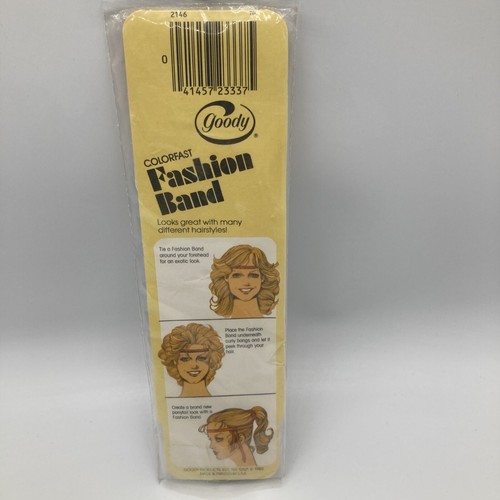 2146
0 41457 23337
Goody®
COLORFAST
Fashion
Band
Looks great with many
different hairstyles!
Tie a Fashion Band
around your forehead
for an exotic look.
Place the Fashion
Band underneath
curly bangs and let it
peek through your
hair.
Create a brand new
ponytail look with a
Fashion Band.